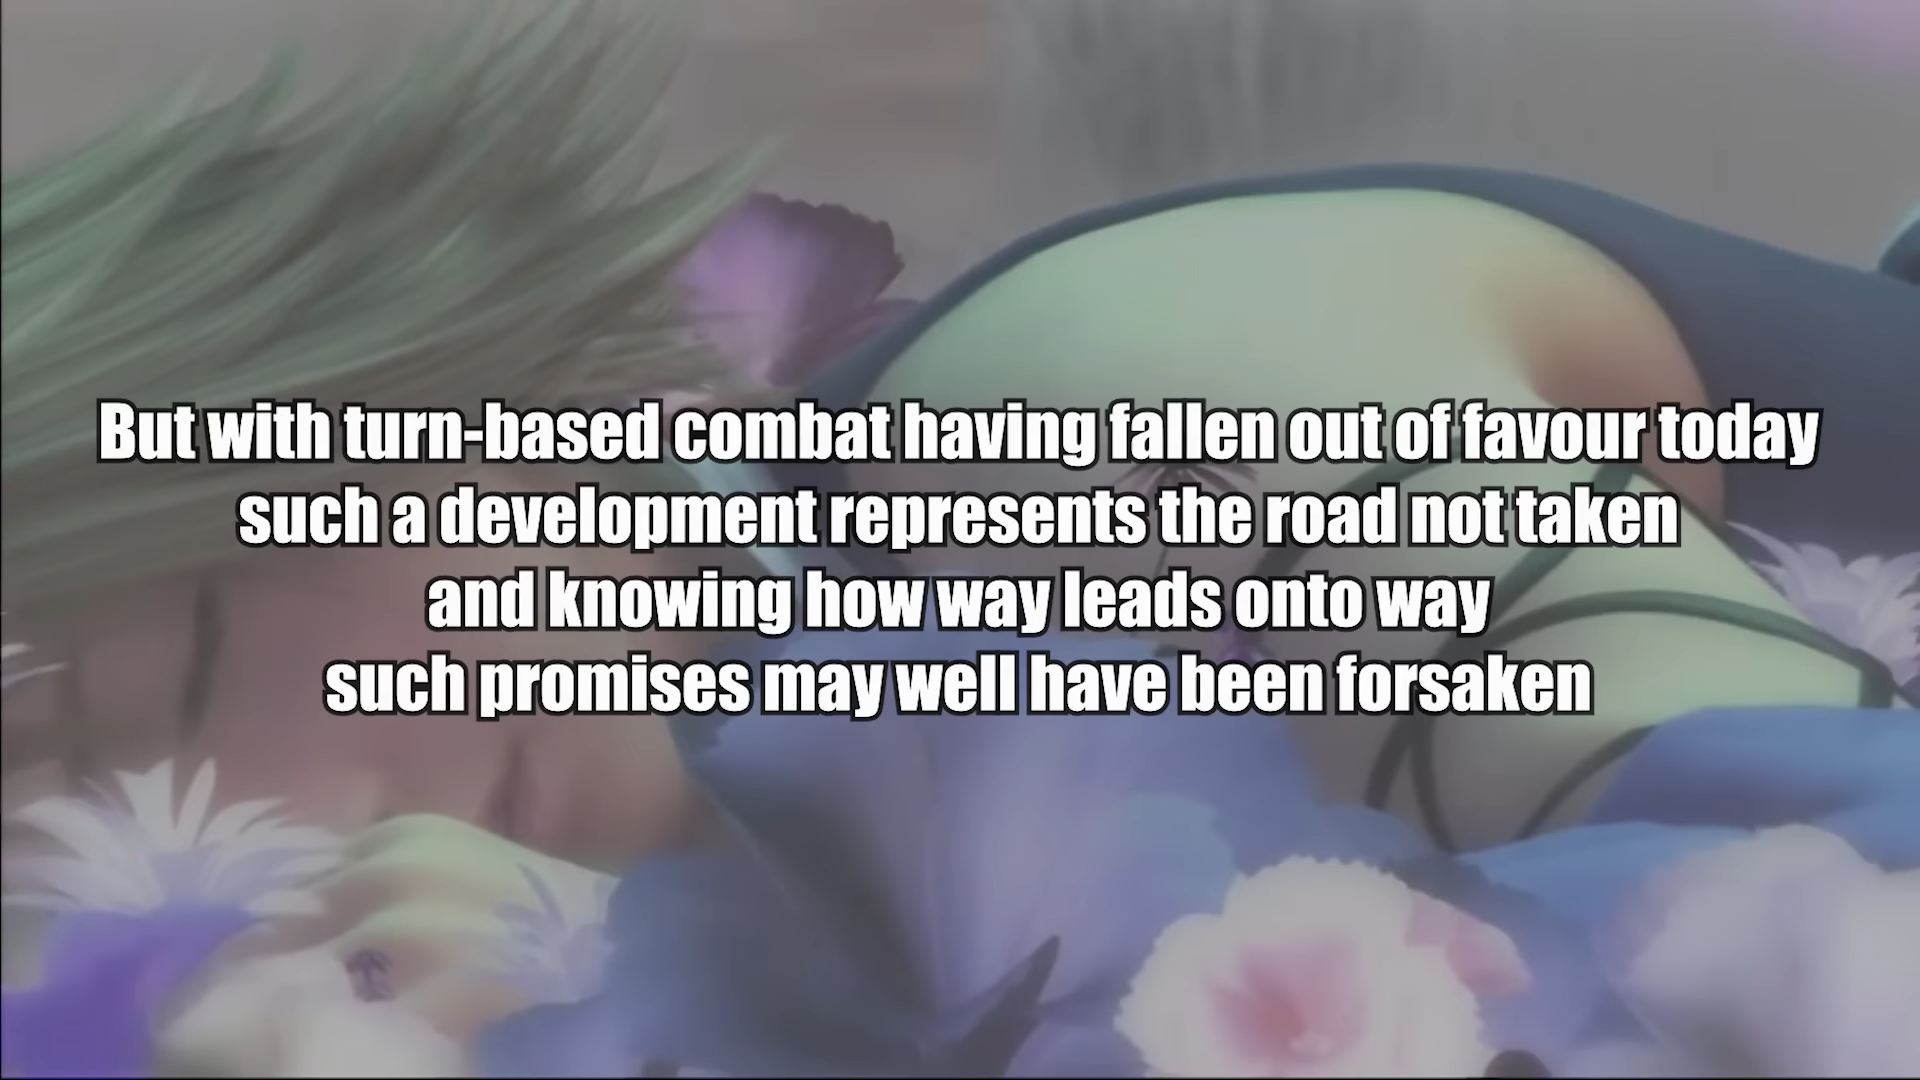 But with turn-based combat having fallen out of favour today
such a development represents the road not taken
and knowing how way leads onto way
such promises may well have been forsaken